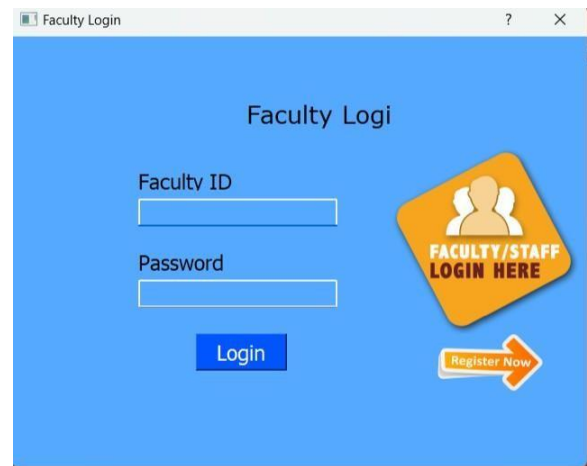 Faculty Login
?
Faculty Logi
Faculty ID
Password
Login
FACULTY/STAFF
LOGIN HERE
Register Now